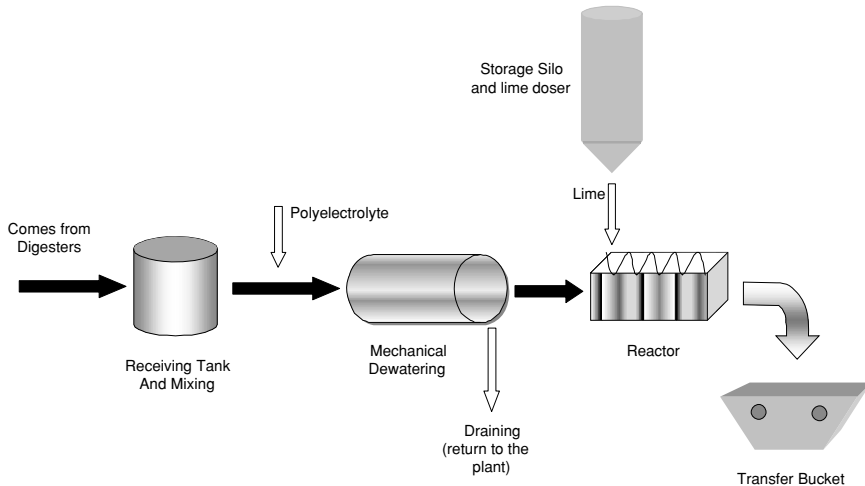 Storage Silo
and lime doser
Lime
Polyelectrolyte
Comes from
Digesters
Receiving Tank
And Mixing
Mechanical
Dewatering
Reactor
Draining
(return to the
plant)
Transfer Bucket